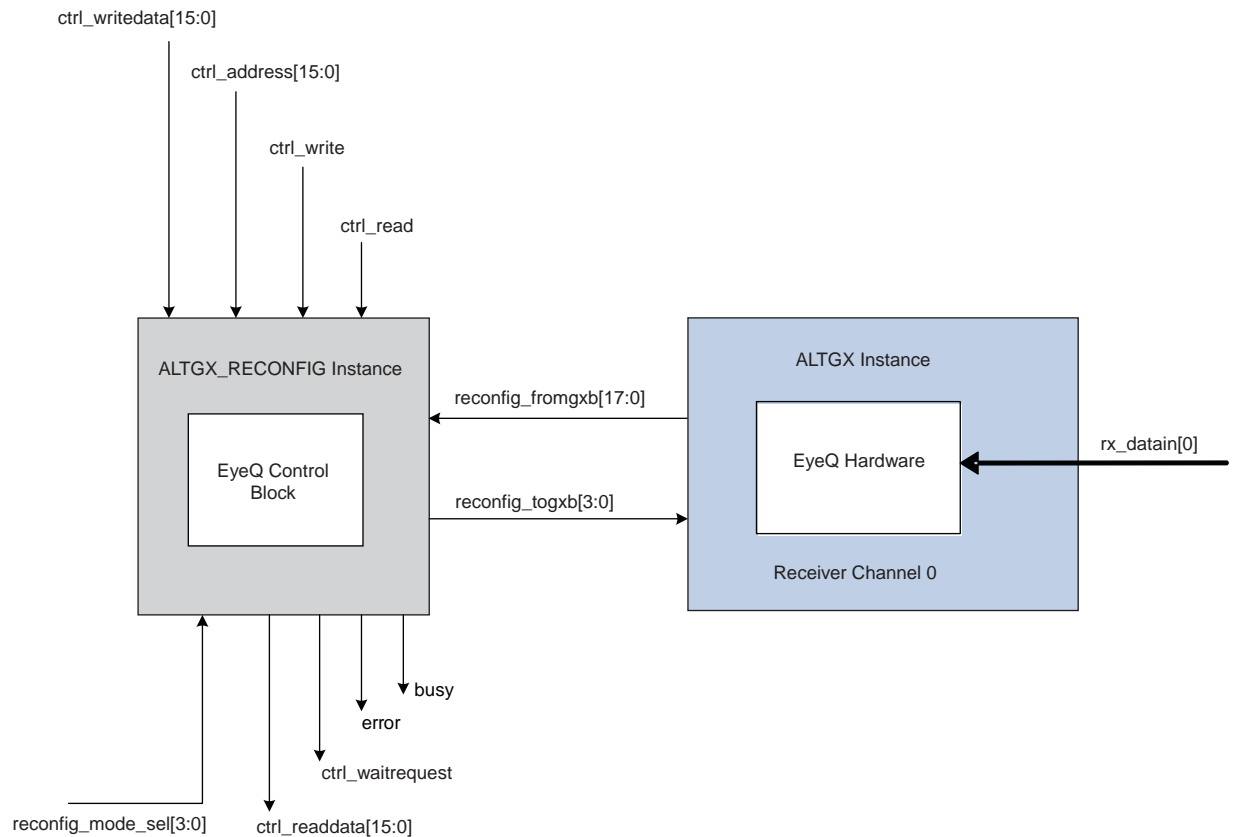 ctrl_writedata[15:0]
ctrl_address[15:0]
ctrl_write
ctrl_read
ALTGX_RECONFIG Instance
EyeQ Control
Block
reconfig_fromgxb[17:0]
reconfig_togxb[3:0]
ALTGX Instance
EyeQ Hardware
Receiver Channel 0
rx_datain[0]
busy
error
ctrl_waitrequest
reconfig_mode_sel[3:0]
ctrl_readdata[15:0]